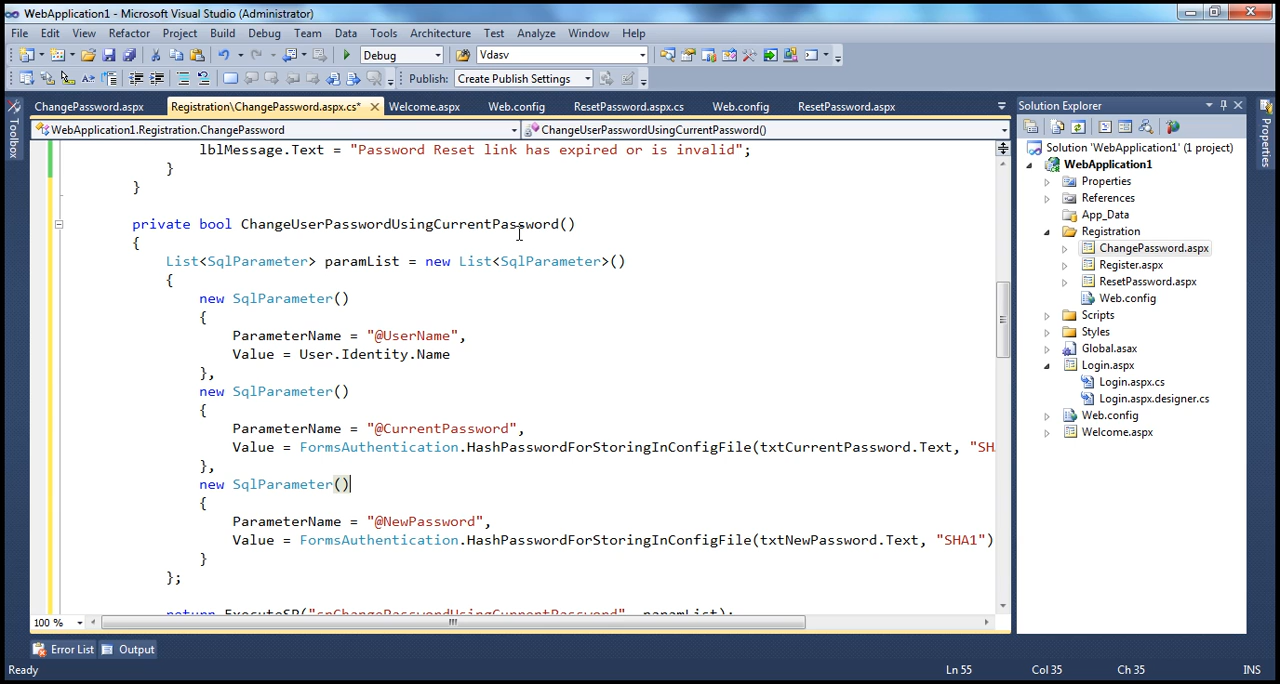 WebApplication1 - Microsoft Visual Studio (Administrator)
File Edit View Refactor Project Build Debug Team Data Tools Architecture Test Analyze Window Help
Debug Vdasv
Publish: Create Publish Settings
ChangePassword.aspx Registration\ChangePassword.aspx.cs* Welcome.aspx Web.config ResetPassword.aspx.cs Web.config ResetPassword.aspx
WebApplication1.Registration.ChangePassword ChangeUserPasswordUsingCurrentPassword()
Toolbox
lblMessage.Text = "Password Reset link has expired or is invalid";
}
}
private bool ChangeUserPasswordUsingCurrentPassword()
{
List<SqlParameter> paramList = new List<SqlParameter>()
{
new SqlParameter()
{
ParameterName = "@UserName",
Value = User.Identity.Name
},
new SqlParameter()
{
ParameterName = "@CurrentPassword",
Value = FormsAuthentication.HashPasswordForStoringInConfigFile(txtCurrentPassword.Text, "SHA
},
new SqlParameter()
{
ParameterName = "@NewPassword",
Value = FormsAuthentication.HashPasswordForStoringInConfigFile(txtNewPassword.Text, "SHA1")
}
};
return ExecuteSP("spChangePasswordUsingCurrentPassword", paramList);
100 %
Solution Explorer
Solution 'WebApplication1' (1 project)
WebApplication1
Properties
References
App_Data
Registration
ChangePassword.aspx
Register.aspx
ResetPassword.aspx
Web.config
Scripts
Styles
Global.asax
Login.aspx
Login.aspx.cs
Login.aspx.designer.cs
Web.config
Welcome.aspx
Properties
Error List Output
Ready Ln 55 Col 35 Ch 35 INS